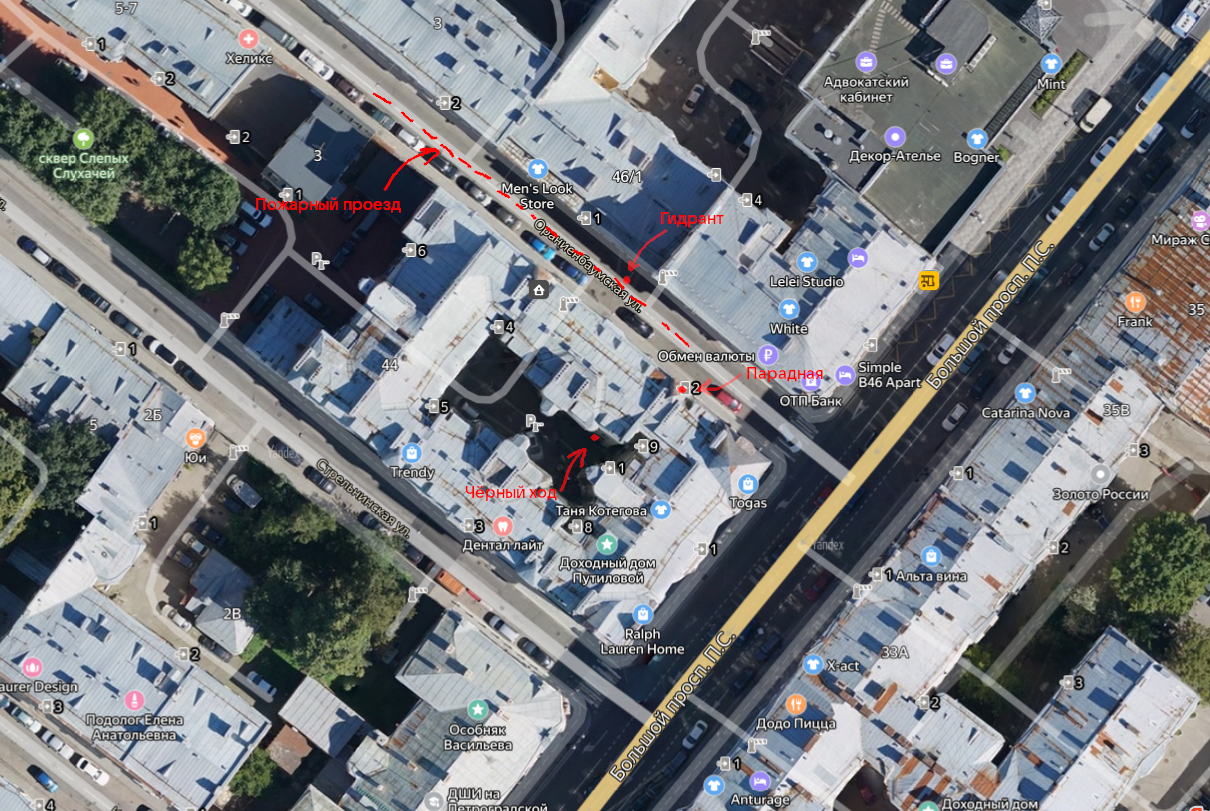 5-7
3
1
Хеликс
2
2
2
сквер Слепых
Слухачей
3
1
Пожарный проезд
Men's Look
Store
46/1
1
4
Гидрант
6
Ораниенбаумская ул.
Адвокатский
кабинет
Mint
Декор-Ателье
Bogner
Мираж С
Lelei Studio
White
35
Frank
Обмен валюты
Парадная
2
ОТП Банк
Simple
B46 Apart
Большой просп. П.С.
Catarina Nova
35В
4
44
5
1
2Б
5
Юи
Yandex
Trendy
Стрельнинская ул.
9
1
Чёрный ход
Таня Котегова
Togas
3
8
Дентал лайт
Доходный дом
Путиловой
1
1
3
Золото России
Yandex
2
1
Альта вина
1
2В
2
Ralph
Lauren Home
33А
X-act
3
2
aurer Design
3
Подолог Елена
Анатольевна
Особняк
Васильева
Большой просп. П.С.
Додо Пицца
1
Anturage
4
ДШИ на
Петроградской
Доходный дом